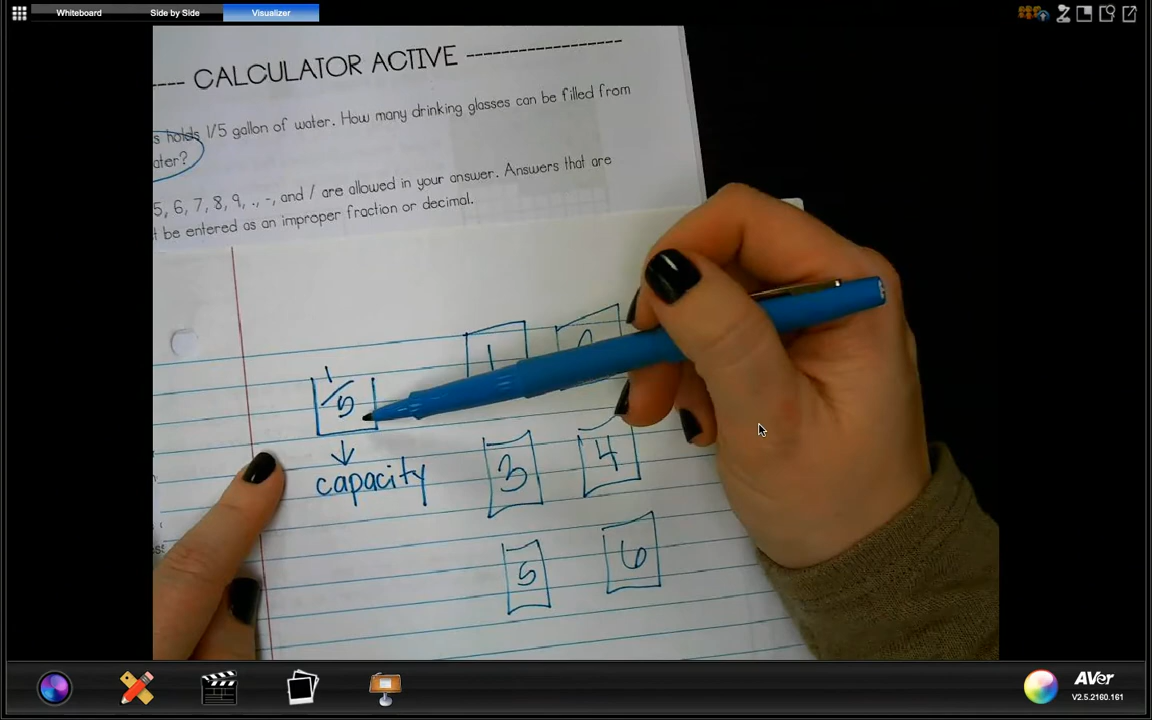 Whiteboard
Side by Side
Visualizer
CALCULATOR ACTIVE
s holds 1/5 gallon of water. How many drinking glasses can be filled from
ater?
5, 6, 7, 8, 9, ., -, and / are allowed in your answer. Answers that are
t be entered as an improper fraction or decimal.
1
1/5
capacity
3
4
5
6
AVer
V2.5.2160.161